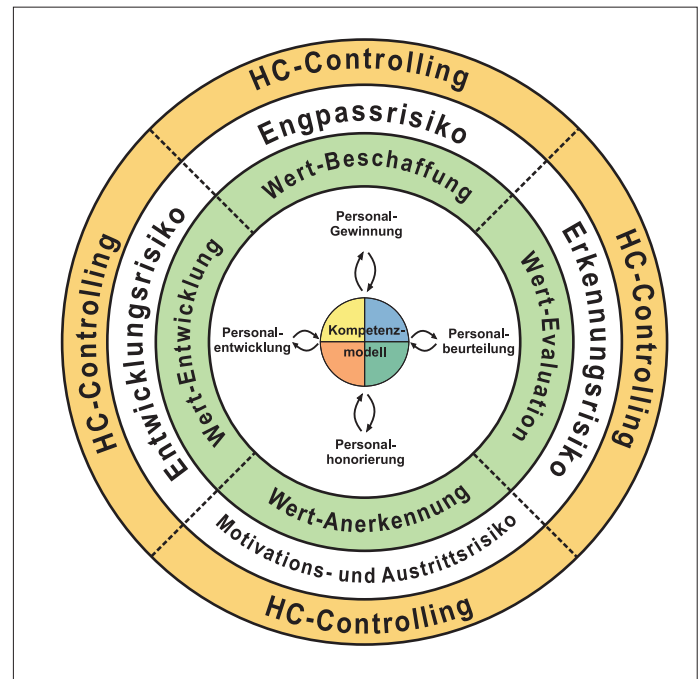 HC-Controlling
Engpassrisiko
Wert-Beschaffung
HC-Controlling
Entwicklungsrisiko
Wert-Entwicklung
Personal-
Gewinnung
Personal-
entwicklung
Kompetenz-
modell
Personal-
beurteilung
Personal-
honorierung
Wert-Evaluation
Erkennungsrisiko
HC-Controlling
Wert-Anerkennung
Motivations- und Austrittsrisiko
HC-Controlling